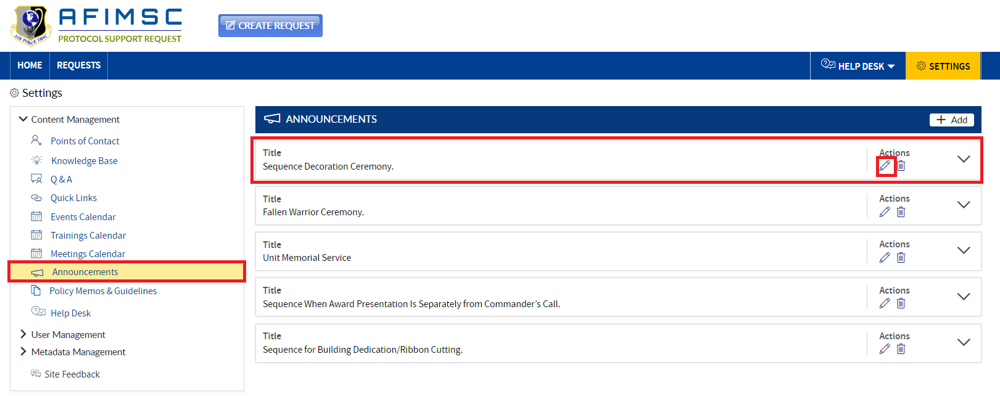 AFIMSC
PROTOCOL SUPPORT REQUEST
AIR FORCE IMSC
CREATE REQUEST
HOME
REQUESTS
HELP DESK
SETTINGS
Settings
Content Management
Points of Contact
Knowledge Base
Q & A
Quick Links
Events Calendar
Trainings Calendar
Meetings Calendar
Announcements
Policy Memos & Guidelines
Help Desk
User Management
Metadata Management
Site Feedback
ANNOUNCEMENTS
Add
Title
Actions
Sequence Decoration Ceremony.
Title
Actions
Fallen Warrior Ceremony.
Title
Actions
Unit Memorial Service
Title
Actions
Sequence When Award Presentation Is Separately from Commander’s Call.
Title
Actions
Sequence for Building Dedication/Ribbon Cutting.